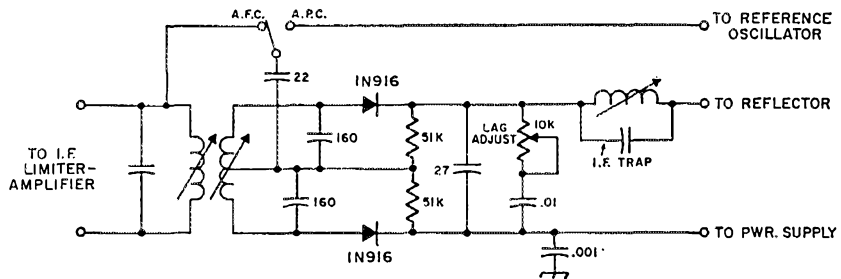 A.F.C.
A.P.C.
TO REFERENCE
OSCILLATOR
22
1N916
TO REFLECTOR
160
51K
LAG
ADJUST
10K
I.F. TRAP
TO I.F.
LIMITER-
AMPLIFIER
27
160
51K
.01
TO PWR. SUPPLY
1N916
.001